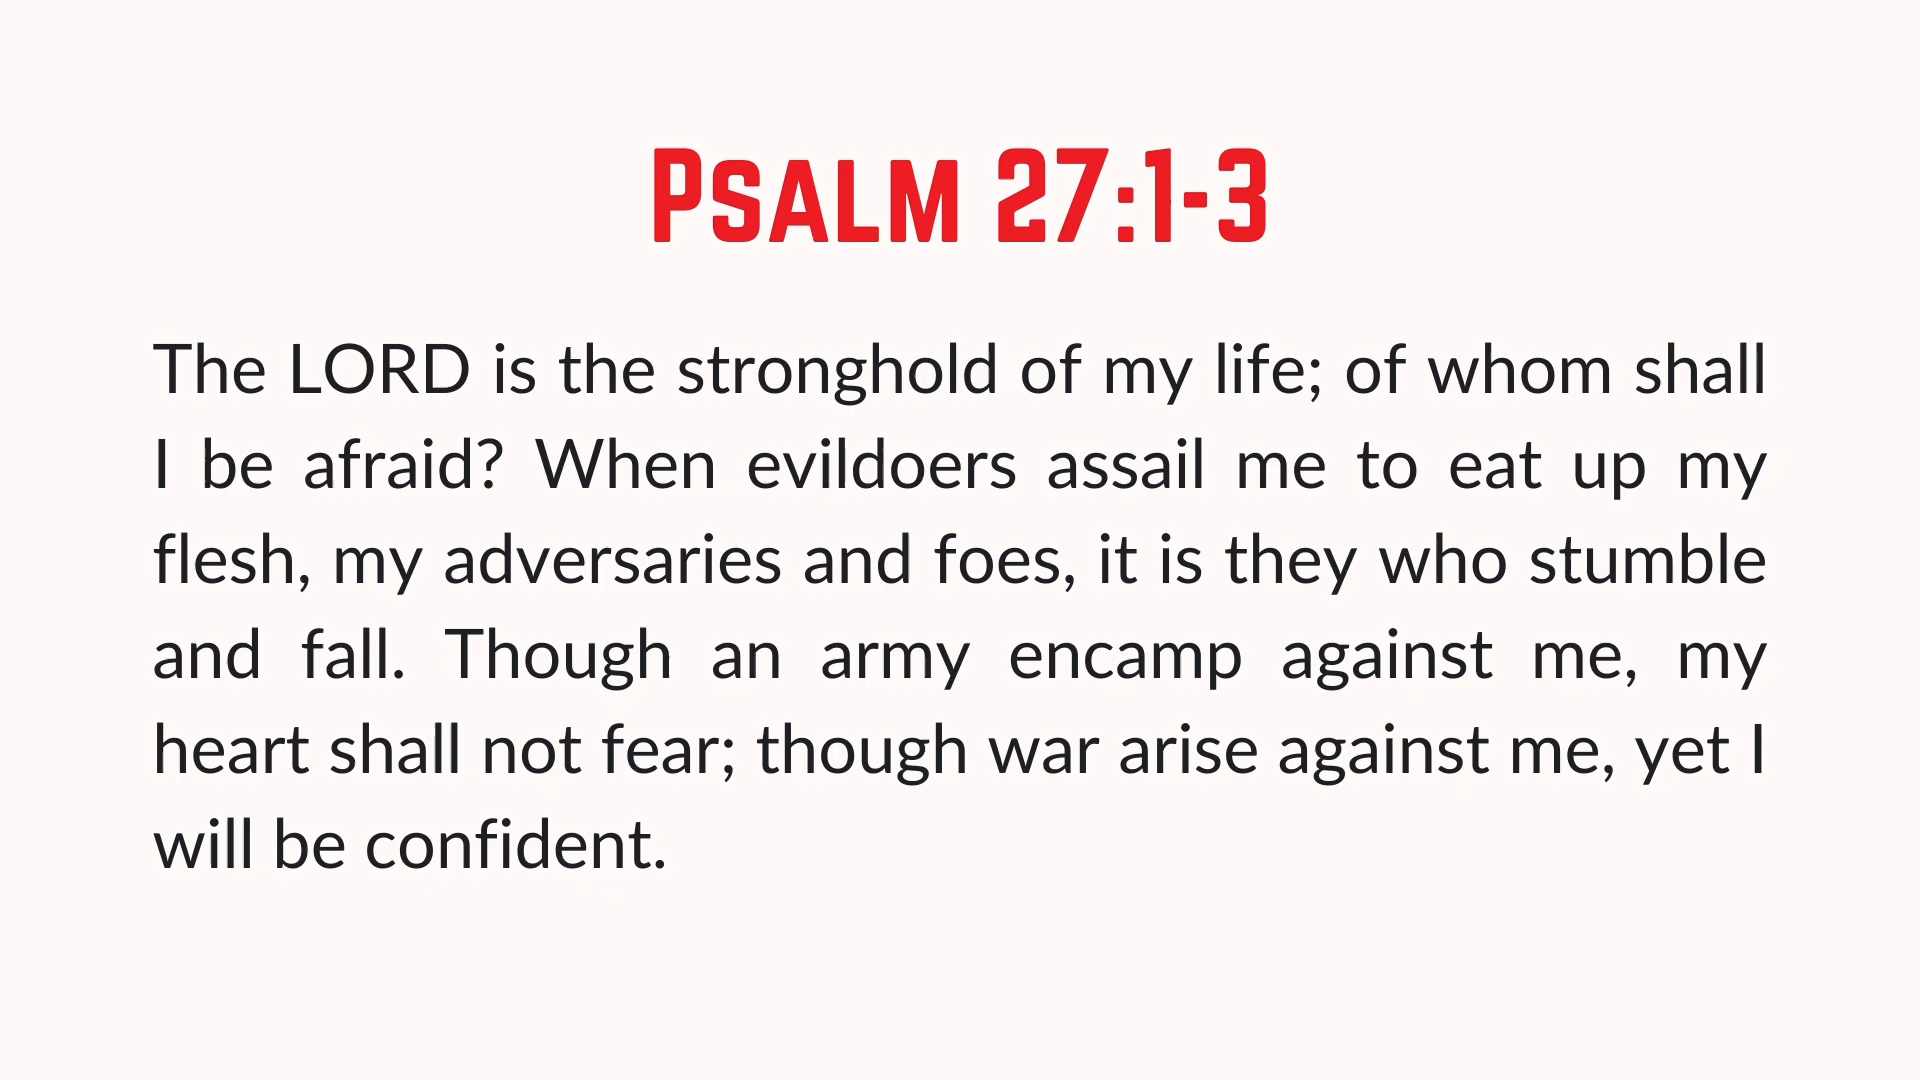 Psalm 27:1-3
The LORD is the stronghold of my life; of whom shall
I be afraid? When evildoers assail me to eat up my
flesh, my adversaries and foes, it is they who stumble
and fall. Though an army encamp against me, my
heart shall not fear; though war arise against me, yet I
will be confident.